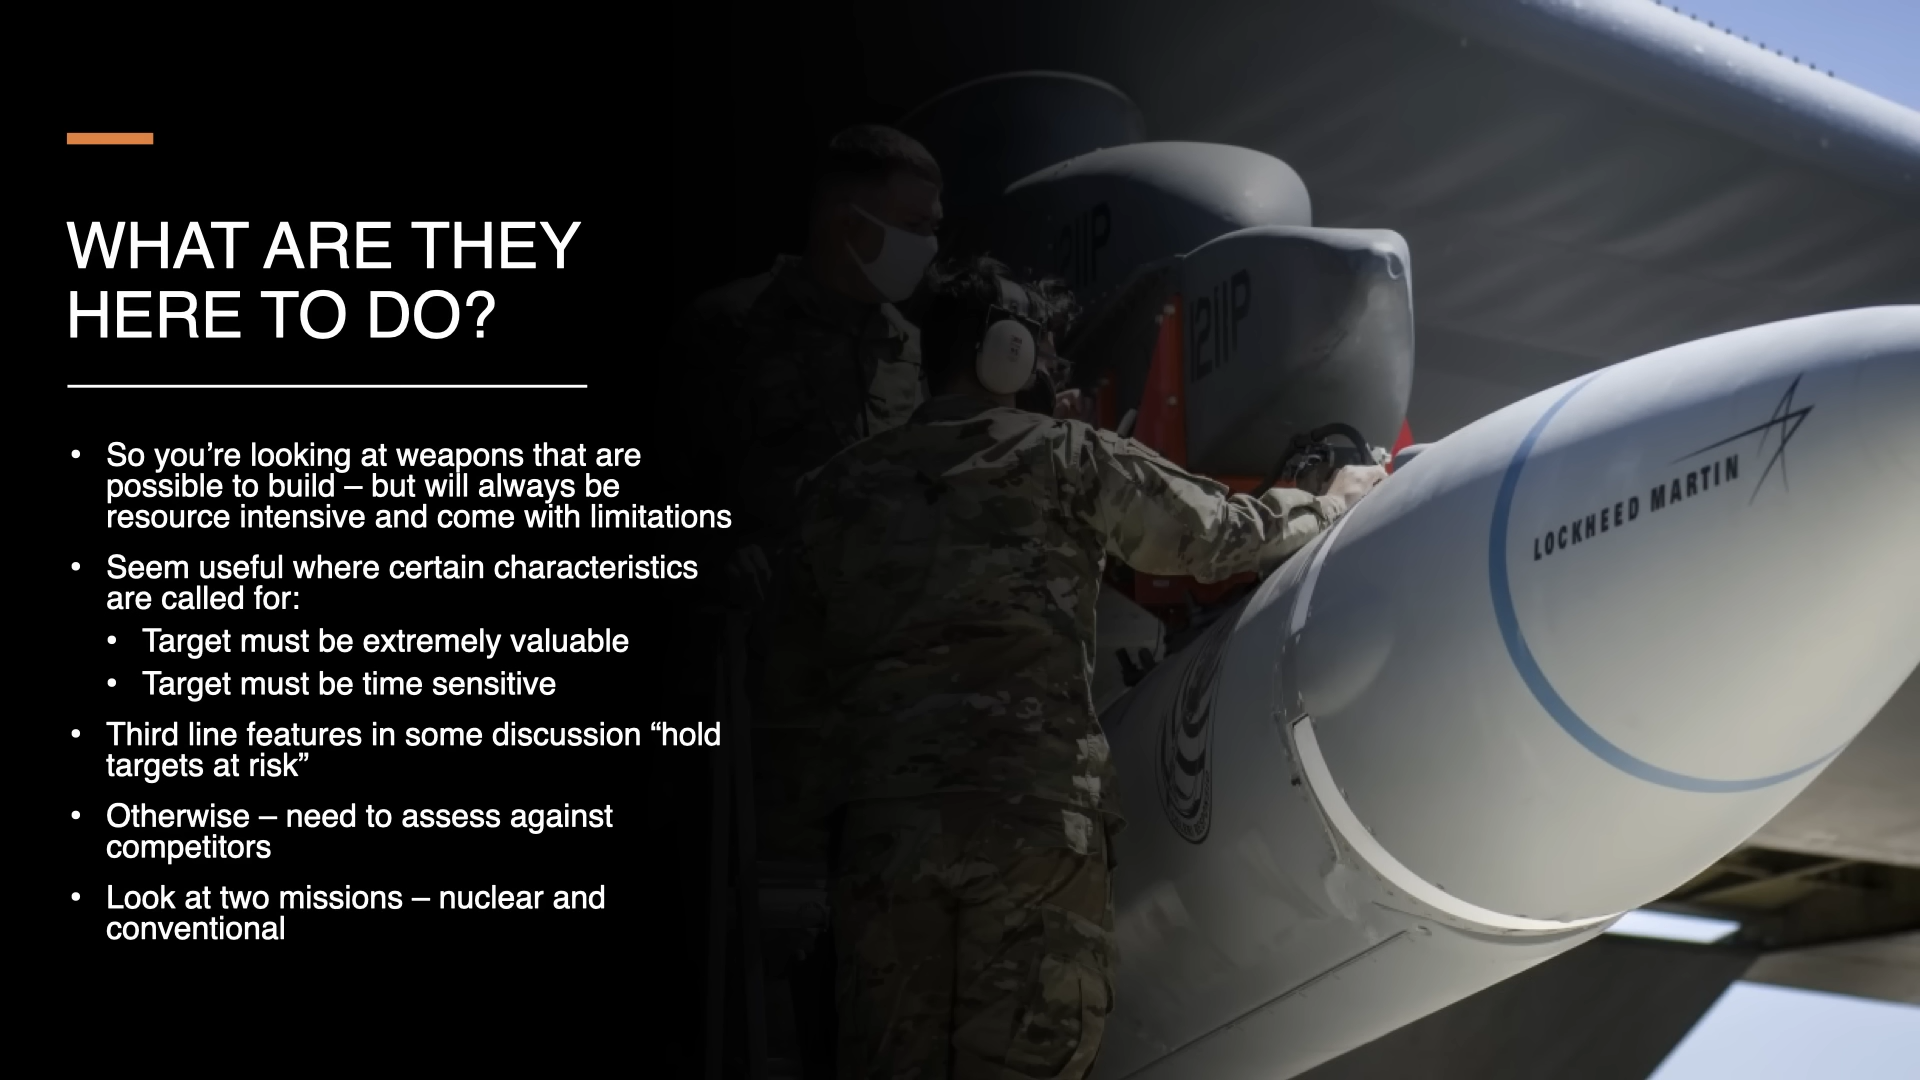 WHAT ARE THEY
HERE TO DO?
• So you’re looking at weapons that are
possible to build – but will always be
resource intensive and come with limitations
• Seem useful where certain characteristics
are called for:
• Target must be extremely valuable
• Target must be time sensitive
• Third line features in some discussion “hold
targets at risk”
• Otherwise – need to assess against
competitors
• Look at two missions – nuclear and
conventional
1211P
1211P
LOCKHEED MARTIN